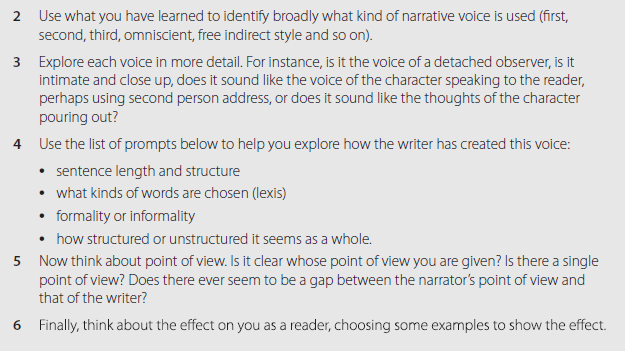 2 Use what you have learned to identify broadly what kind of narrative voice is used (first,
second, third, omniscient, free indirect style and so on).
3 Explore each voice in more detail. For instance, is it the voice of a detached observer, is it
intimate and close up, does it sound like the voice of the character speaking to the reader,
perhaps using second person address, or does it sound like the thoughts of the character
pouring out?
4 Use the list of prompts below to help you explore how the writer has created this voice:
• sentence length and structure
• what kinds of words are chosen (lexis)
• formality or informality
• how structured or unstructured it seems as a whole.
5 Now think about point of view. Is it clear whose point of view you are given? Is there a single
point of view? Does there ever seem to be a gap between the narrator's point of view and
that of the writer?
6 Finally, think about the effect on you as a reader, choosing some examples to show the effect.